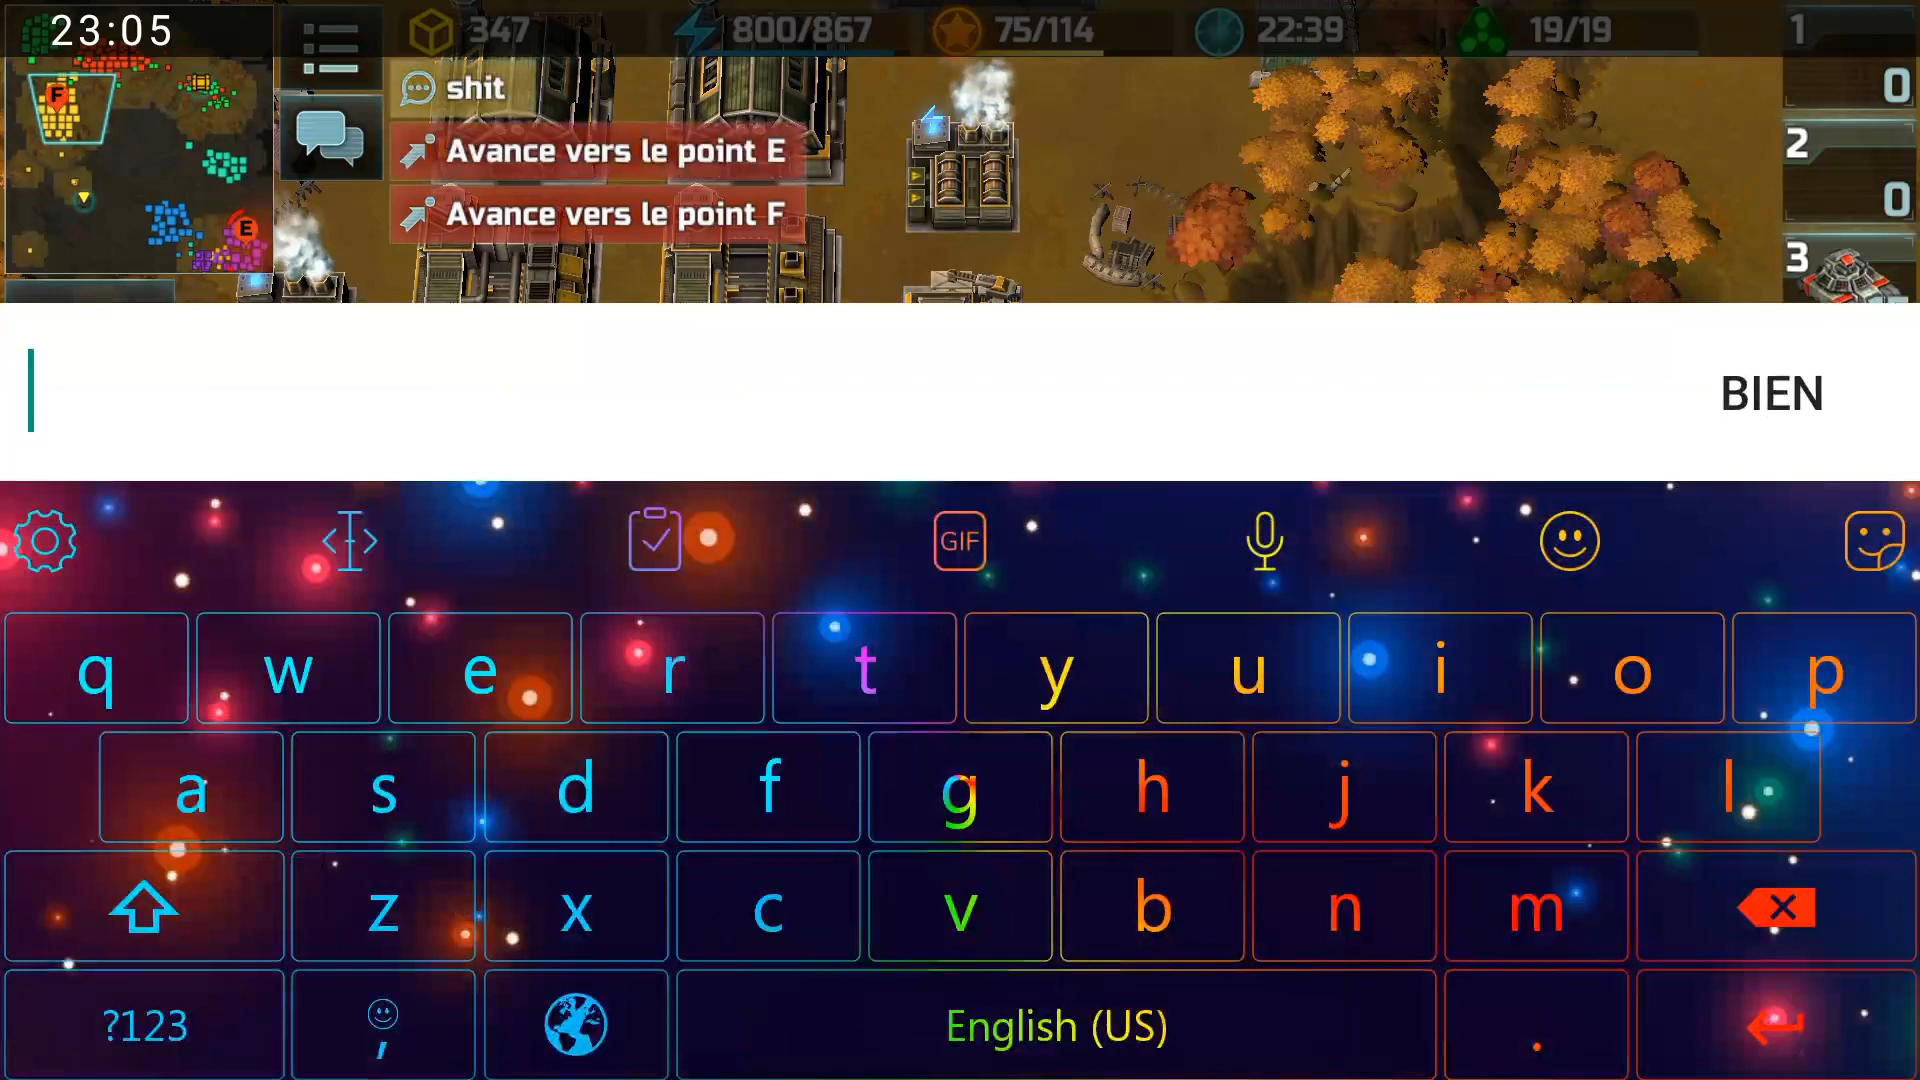 23:05
347
800/867
75/114
22:39
19/19
1
0
2
0
3
F
E
shit
Avance vers le point E
Avance vers le point F
BIEN
GIF
q w e r t y u i o p
a s d f g h j k l
z x c v b n m
?123 , English (US) .